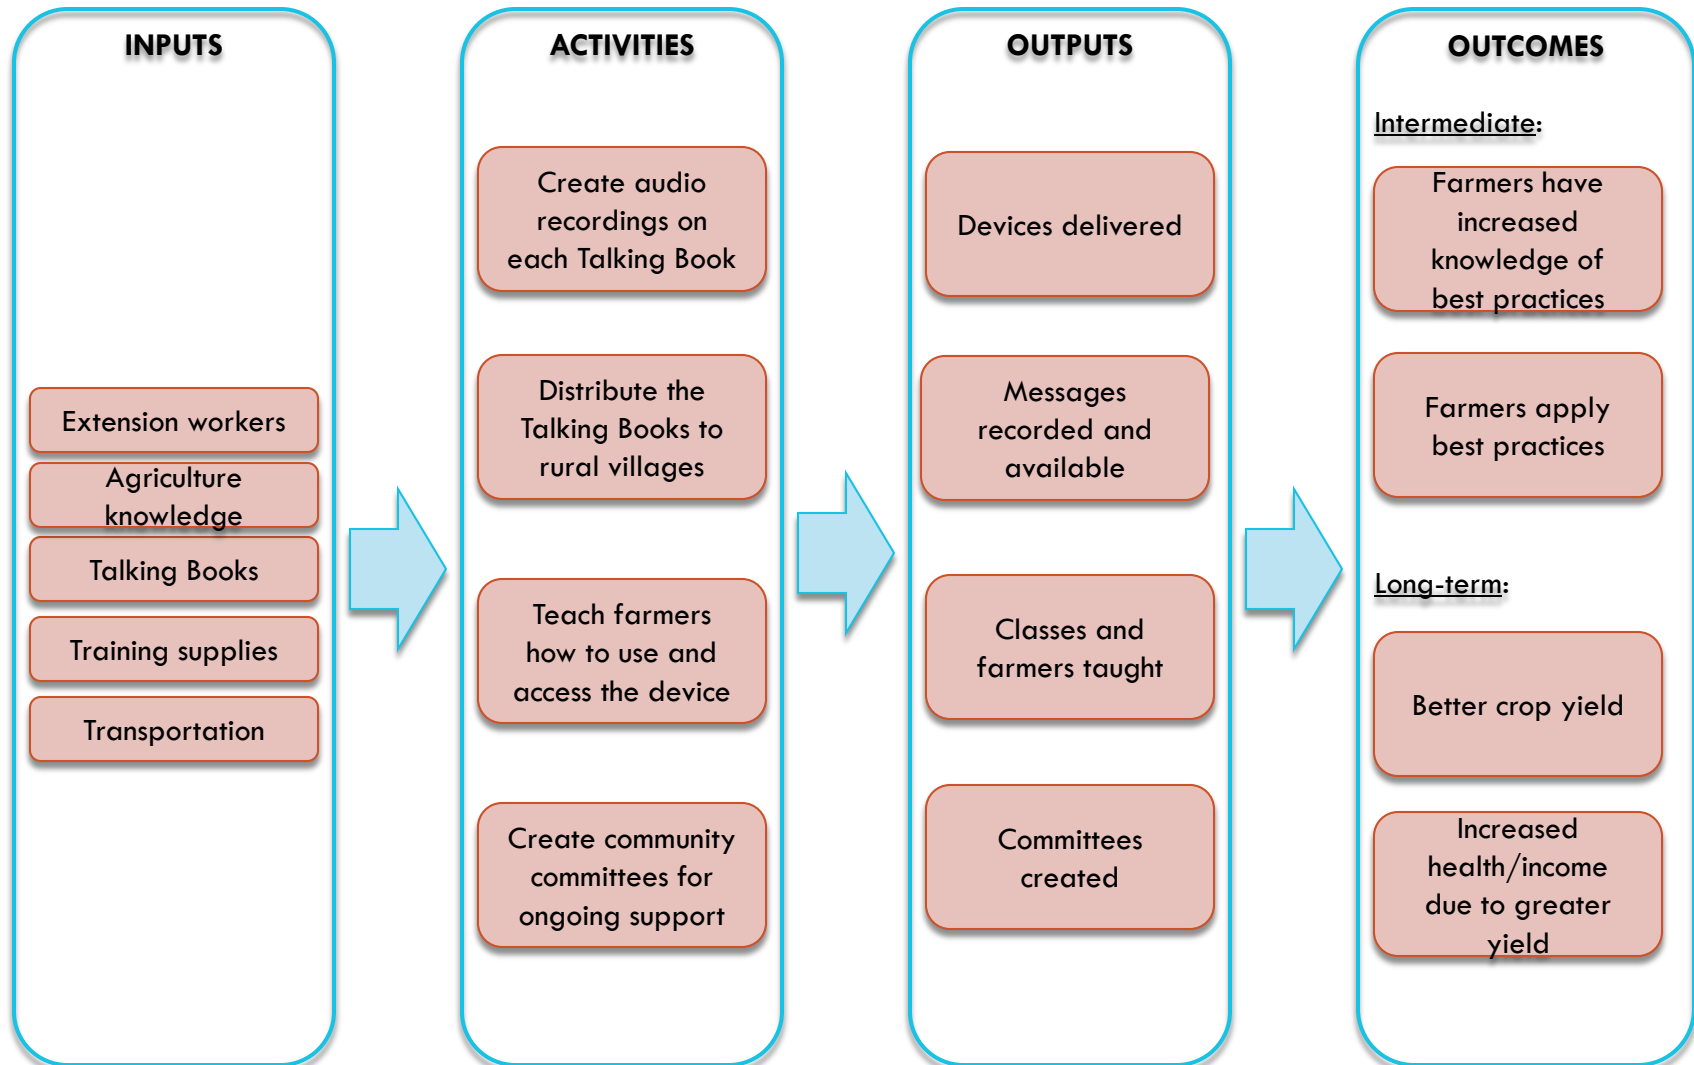 INPUTS
Extension workers
Agriculture
knowledge
Talking Books
Training supplies
Transportation
ACTIVITIES
Create audio
recordings on
each Talking Book
Distribute the
Talking Books to
rural villages
Teach farmers
how to use and
access the device
Create community
committees for
ongoing support
OUTPUTS
Devices delivered
Messages
recorded and
available
Classes and
farmers taught
Committees
created
OUTCOMES
Intermediate:
Farmers have
increased
knowledge of
best practices
Farmers apply
best practices
Long-term:
Better crop yield
Increased
health/income
due to greater
yield